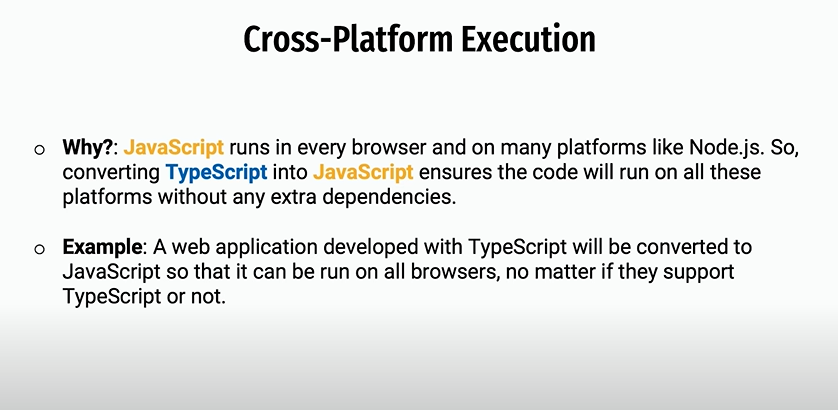 Cross-Platform Execution
○ Why?: JavaScript runs in every browser and on many platforms like Node.js. So,
converting TypeScript into JavaScript ensures the code will run on all these
platforms without any extra dependencies.
○ Example: A web application developed with TypeScript will be converted to
JavaScript so that it can be run on all browsers, no matter if they support
TypeScript or not.